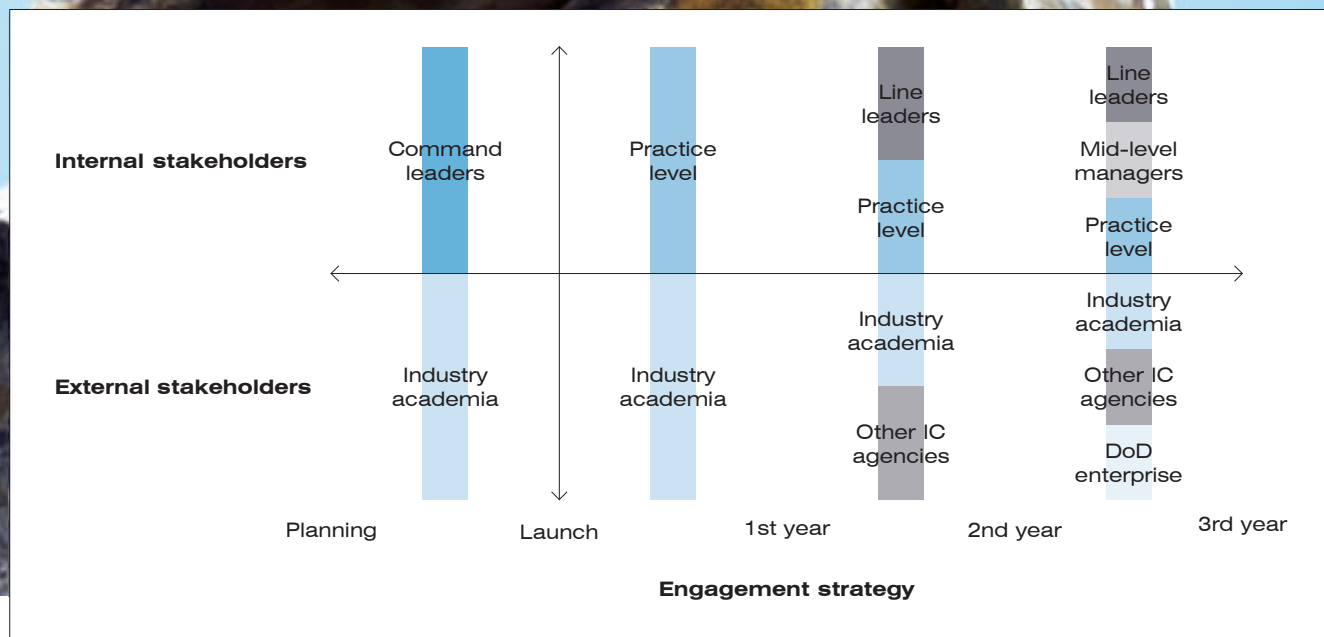 Internal stakeholders
Command
leaders
Practice
level
Line
leaders
Practice
level
Line
leaders
Mid-level
managers
Practice
level
External stakeholders
Industry
academia
Industry
academia
Industry
academia
Other IC
agencies
Industry
academia
Other IC
agencies
DoD
enterprise
Planning
Launch
1st year
2nd year
3rd year
Engagement strategy